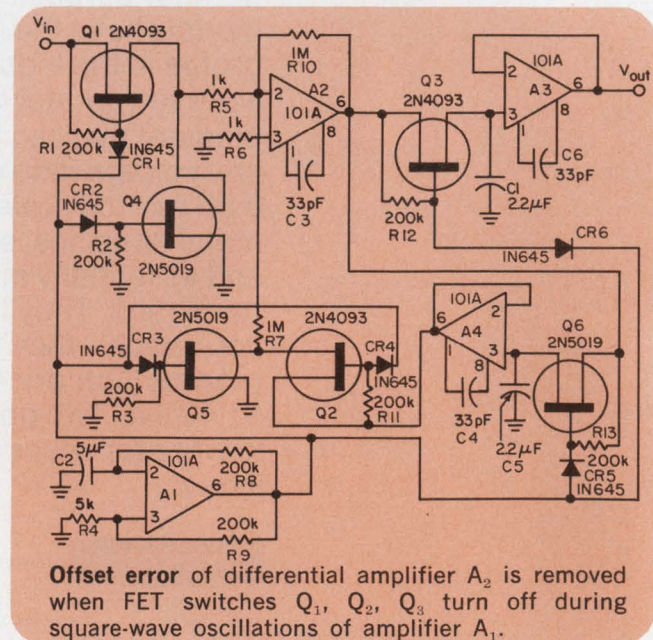 V_in
Q1 2N4093
R1 200k
IN645
CR1
CR2
IN645
Q4
R2
200k
2N5019
1k
R5
1k
R6
1M
R10
2
3
A2
101A
6
1
8
33pF
C3
Q3
2N4093
200k
R12
C1
2.2µF
101A
2
A3
6
3
8
1
C6
33pF
V_out
CR6
IN645
2N5019
1M
R7
2N4093
IN645
CR3
200k
R3
Q5
Q2
CR4
IN645
200k
R11
101A
6
2
A4
3
1
8
33pF
C4
2.2µF
C5
Q6
2N5019
R13
200k
CR5
IN645
5µF
C2
101A
2
A1
6
3
5k
R4
200k
R8
200k
R9
Offset error of differential amplifier A₂ is removed
when FET switches Q₁, Q₂, Q₃ turn off during
square-wave oscillations of amplifier A₁.